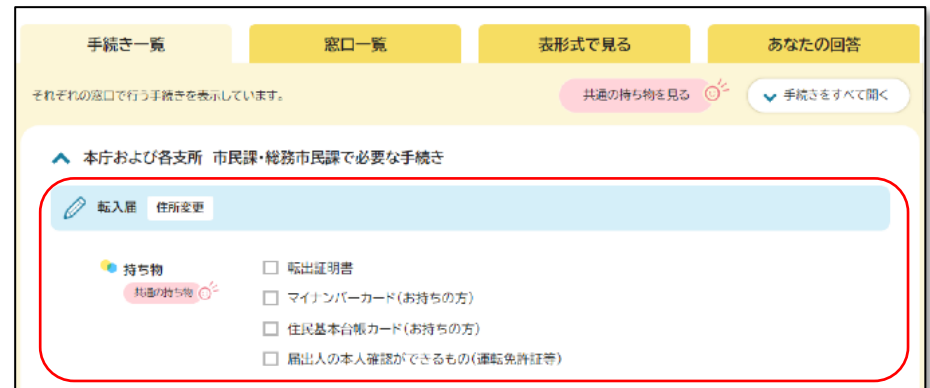 手続き一覧 窓口一覧 表形式で見る あなたの回答
それぞれの窓口で行う手続きを表示しています。 共通の持ち物を見る 手続きをすべて開く
本庁および各支所 市民課・総務市民課で必要な手続き
転入届 住所変更
持ち物 転出証明書
共通の持ち物
マイナンバーカード(お持ちの方)
住民基本台帳カード(お持ちの方)
届出人の本人確認ができるもの(運転免許証等)